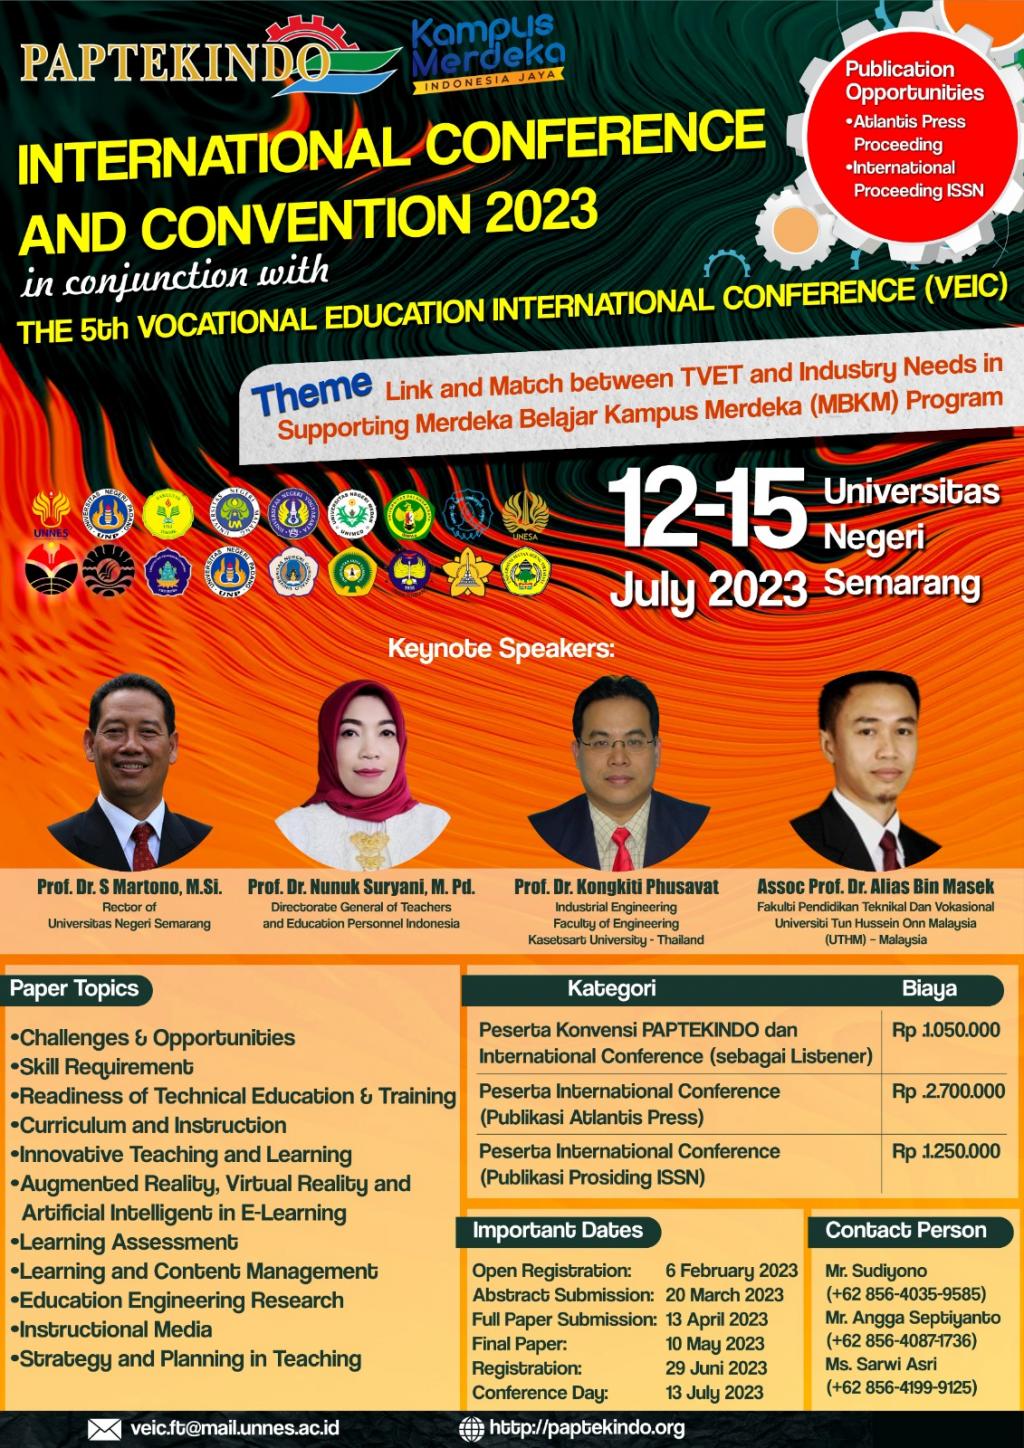 PAPTEKINDO
Kampus
Merdeka
INDONESIA JAYA
Publication
Opportunities
•Atlantis Press
Proceeding
•International
Proceeding ISSN
INTERNATIONAL CONFERENCE
AND CONVENTION 2023
in conjunction with
THE 5th VOCATIONAL EDUCATION INTERNATIONAL CONFERENCE (VEIC)
Theme Link and Match between TVET and Industry Needs in
Supporting Merdeka Belajar Kampus Merdeka (MBKM) Program
UNNES
UNP
UNIMED
UNESA
UNP
12-15
July 2023
Universitas
Negeri
Semarang
Keynote Speakers:
Prof. Dr. S Martono, M.Si.
Rector of
Universitas Negeri Semarang
Prof. Dr. Nunuk Suryani, M. Pd.
Directorate General of Teachers
and Education Personnel Indonesia
Prof. Dr. Kongkiti Phusavat
Industrial Engineering
Faculty of Engineering
Kasetsart University - Thailand
Assoc Prof. Dr. Alias Bin Masek
Fakulti Pendidikan Teknikal Dan Vokasional
Universiti Tun Hussein Onn Malaysia
(UTHM) – Malaysia
Paper Topics
•Challenges & Opportunities
•Skill Requirement
•Readiness of Technical Education & Training
•Curriculum and Instruction
•Innovative Teaching and Learning
•Augmented Reality, Virtual Reality and
Artificial Intelligent in E-Learning
•Learning Assessment
•Learning and Content Management
•Education Engineering Research
•Instructional Media
•Strategy and Planning in Teaching
Kategori Biaya
Peserta Konvensi PAPTEKINDO dan Rp .1.050.000
International Conference (sebagai Listener)
Peserta International Conference Rp .2.700.000
(Publikasi Atlantis Press)
Peserta International Conference Rp .1.250.000
(Publikasi Prosiding ISSN)
Important Dates
Open Registration: 6 February 2023
Abstract Submission: 20 March 2023
Full Paper Submission: 13 April 2023
Final Paper: 10 May 2023
Registration: 29 Juni 2023
Conference Day: 13 July 2023
Contact Person
Mr. Sudiyono
(+62 856-4035-9585)
Mr. Angga Septiyanto
(+62 856-4087-1736)
Ms. Sarwi Asri
(+62 856-4199-9125)
veic.ft@mail.unnes.ac.id
http://paptekindo.org